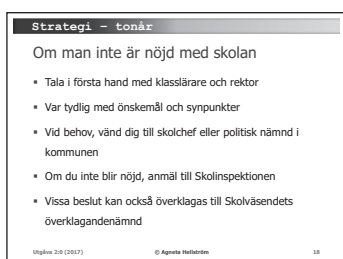 Strategi – tonår
Om man inte är nöjd med skolan
▪ Tala i första hand med klasslärare och rektor
▪ Var tydlig med önskemål och synpunkter
▪ Vid behov, vänd dig till skolchef eller politisk nämnd i
kommunen
▪ Om du inte blir nöjd, anmäl till Skolinspektionen
▪ Vissa beslut kan också överklagas till Skolväsendets
överklagandenämnd
Utgåva 2:0 (2017) © Agneta Hellström 18